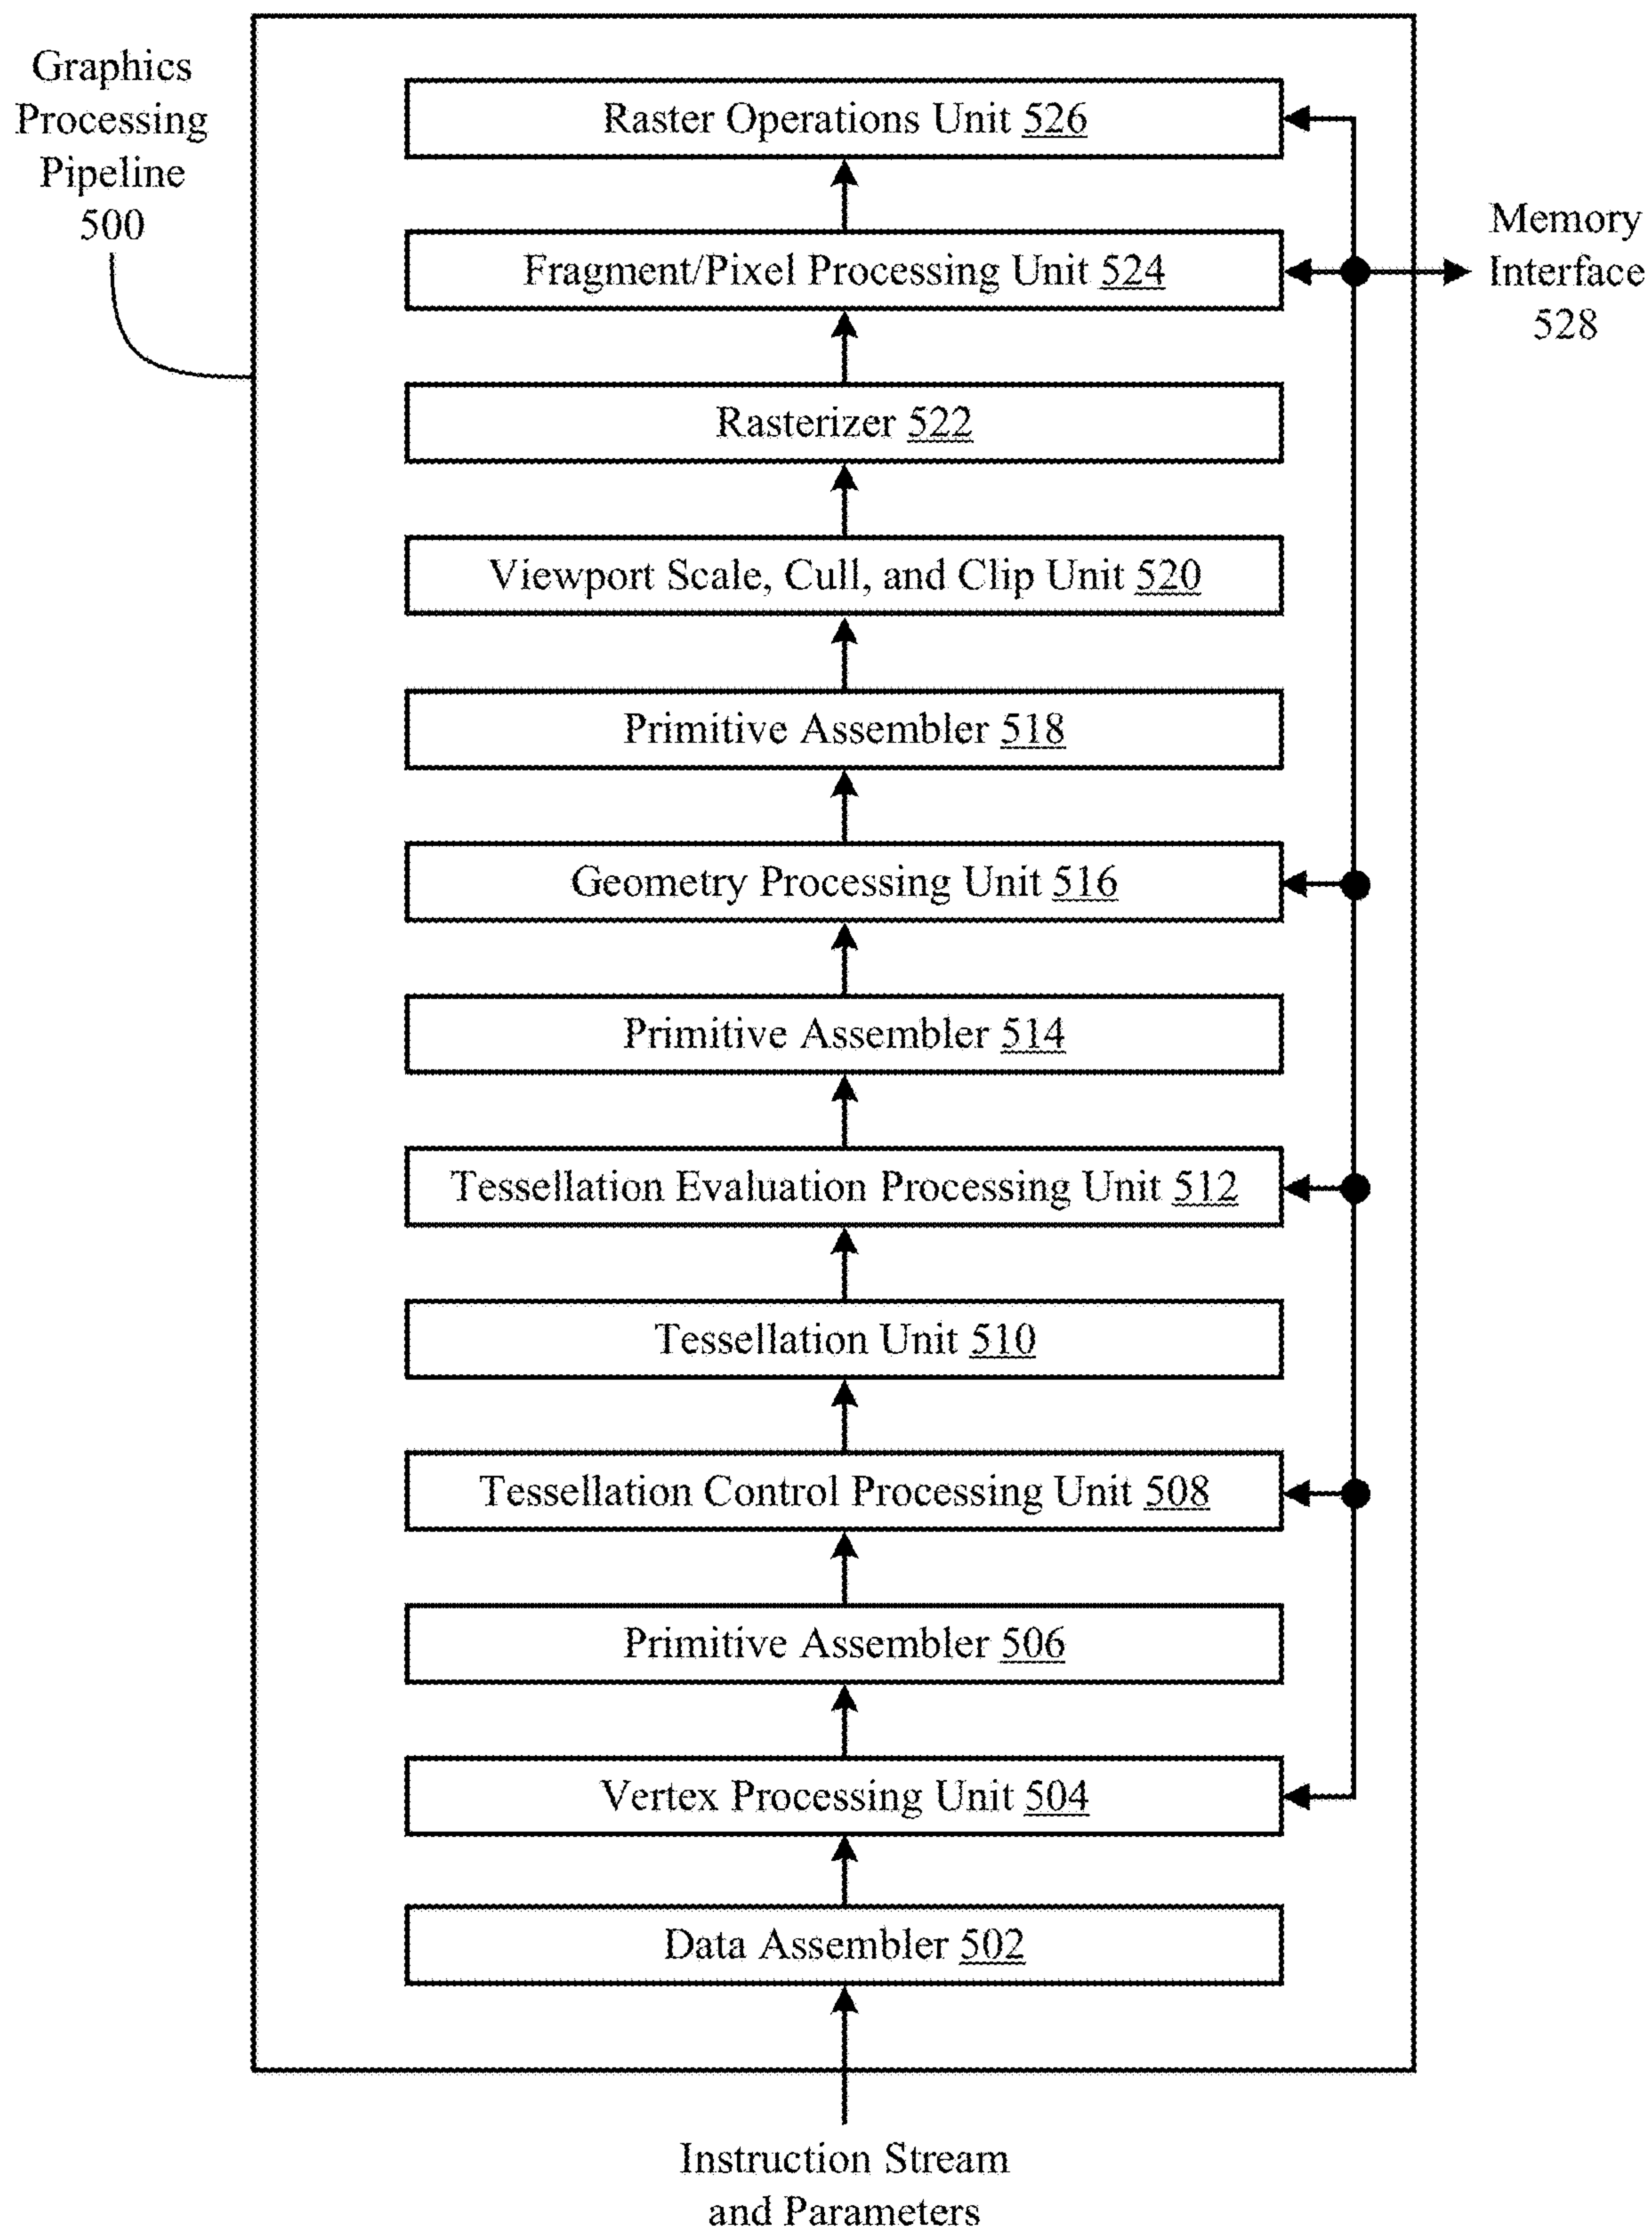 Graphics
Processing
Pipeline
500
Raster Operations Unit 526
Fragment/Pixel Processing Unit 524
Memory
Interface
528
Rasterizer 522
Viewport Scale, Cull, and Clip Unit 520
Primitive Assembler 518
Geometry Processing Unit 516
Primitive Assembler 514
Tessellation Evaluation Processing Unit 512
Tessellation Unit 510
Tessellation Control Processing Unit 508
Primitive Assembler 506
Vertex Processing Unit 504
Data Assembler 502
Instruction Stream
and Parameters